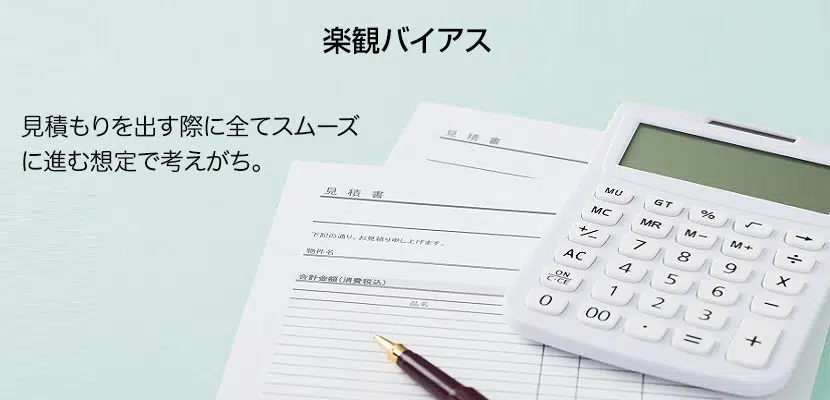 楽観バイアス
見積もりを出す際に全てスムーズ
に進む想定で考えがち。
見積書
見積書
下記の通り、お見積り申し上げます。
物件名
合計金額(消費税込)
品名
MU
GT
%
√
→
MC
MR
M−
M+
÷
+/−
7
8
9
×
AC
4
5
6
−
ON
C·CE
1
2
3
+
0
00
·
=